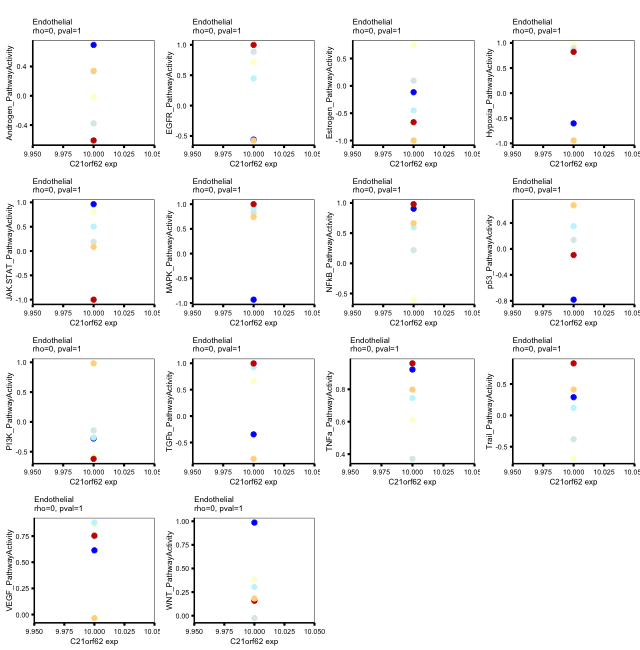 Endothelial
rho=0, pval=1
Androgen_PathwayActivity
0.4
0.0
-0.4
9.950 9.975 10.000 10.025 10.05
C21orf62 exp
Endothelial
rho=0, pval=1
EGFR_PathwayActivity
1.0
0.5
0.0
-0.5
9.950 9.975 10.000 10.025 10.05
C21orf62 exp
Endothelial
rho=0, pval=1
Estrogen_PathwayActivity
0.5
0.0
-0.5
-1.0
9.950 9.975 10.000 10.025 10.05
C21orf62 exp
Endothelial
rho=0, pval=1
Hypoxia_PathwayActivity
1.0
0.5
0.0
-0.5
-1.0
9.950 9.975 10.000 10.025 10.05
C21orf62 exp
Endothelial
rho=0, pval=1
JAK.STAT_PathwayActivity
1.0
0.5
0.0
-0.5
-1.0
9.950 9.975 10.000 10.025 10.05
C21orf62 exp
Endothelial
rho=0, pval=1
MAPK_PathwayActivity
1.0
0.5
0.0
-0.5
-1.0
9.950 9.975 10.000 10.025 10.05
C21orf62 exp
Endothelial
rho=0, pval=1
NFkB_PathwayActivity
1.0
0.5
0.0
-0.5
9.950 9.975 10.000 10.025 10.05
C21orf62 exp
Endothelial
rho=0, pval=1
p53_PathwayActivity
0.4
0.0
-0.4
-0.8
9.950 9.975 10.000 10.025 10.05
C21orf62 exp
Endothelial
rho=0, pval=1
PI3K_PathwayActivity
1.0
0.5
0.0
-0.5
9.950 9.975 10.000 10.025 10.05
C21orf62 exp
Endothelial
rho=0, pval=1
TGFb_PathwayActivity
1.0
0.5
0.0
-0.5
9.950 9.975 10.000 10.025 10.05
C21orf62 exp
Endothelial
rho=0, pval=1
TNFa_PathwayActivity
0.8
0.6
0.4
9.950 9.975 10.000 10.025 10.05
C21orf62 exp
Endothelial
rho=0, pval=1
Trail_PathwayActivity
0.5
0.0
-0.5
9.950 9.975 10.000 10.025 10.05
C21orf62 exp
Endothelial
rho=0, pval=1
VEGF_PathwayActivity
0.75
0.50
0.25
0.00
9.950 9.975 10.000 10.025 10.05
C21orf62 exp
Endothelial
rho=0, pval=1
WNT_PathwayActivity
1.00
0.75
0.50
0.25
0.00
9.950 9.975 10.000 10.025 10.050
C21orf62 exp